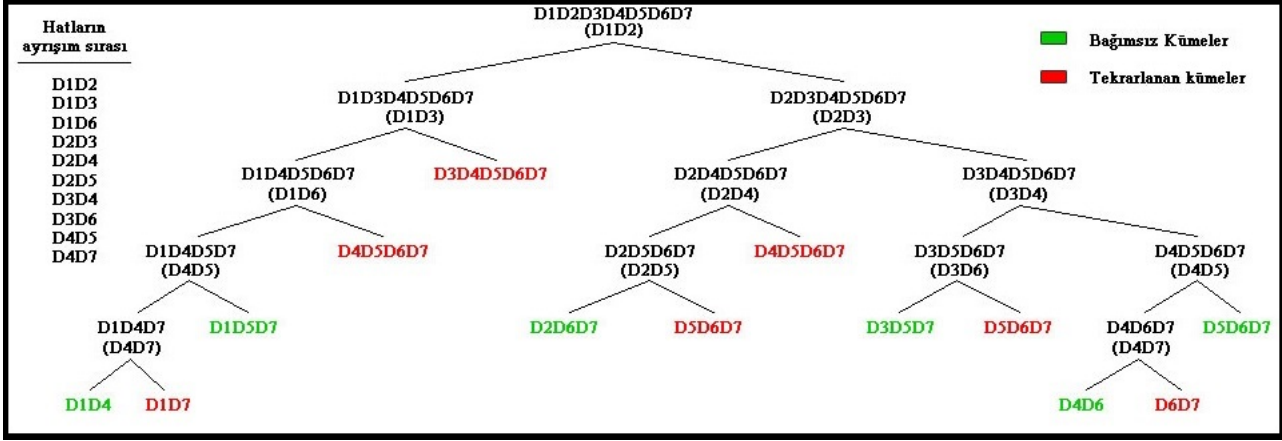 Hatların
ayrışım sırası
D1D2
D1D3
D1D6
D2D3
D2D4
D2D5
D3D4
D3D6
D4D5
D4D7
D1D2D3D4D5D6D7
(D1D2)
Bağımsız Kümeler
Tekrarlanan kümeler
D1D3D4D5D6D7
(D1D3)
D2D3D4D5D6D7
(D2D3)
D1D4D5D6D7
(D1D6)
D3D4D5D6D7
D2D4D5D6D7
(D2D4)
D3D4D5D6D7
(D3D4)
D1D4D5D7
(D4D5)
D4D5D6D7
D2D5D6D7
(D2D5)
D4D5D6D7
D3D5D6D7
(D3D6)
D4D5D6D7
(D4D5)
D1D4D7
(D4D7)
D1D5D7
D2D6D7
D5D6D7
D3D5D7
D5D6D7
D4D6D7
(D4D7)
D5D6D7
D1D4
D1D7
D4D6
D6D7